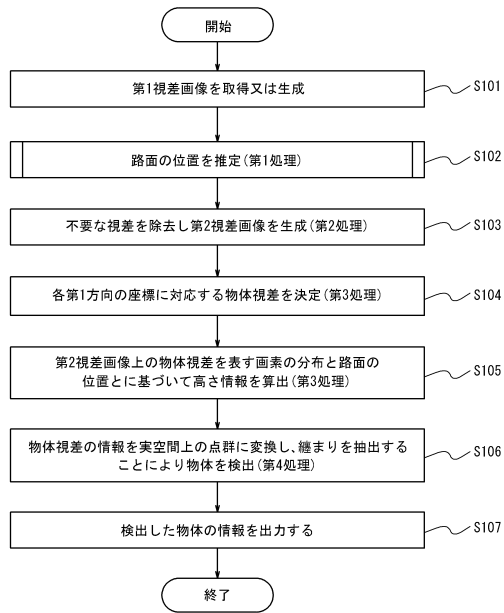 開始
第1視差画像を取得又は生成
S101
路面の位置を推定(第1処理)
S102
不要な視差を除去し第2視差画像を生成(第2処理)
S103
各第1方向の座標に対応する物体視差を決定(第3処理)
S104
第2視差画像上の物体視差を表す画素の分布と路面の
位置とに基づいて高さ情報を算出(第3処理)
S105
物体視差の情報を実空間上の点群に変換し、纏まりを抽出する
ことにより物体を検出(第4処理)
S106
検出した物体の情報を出力する
S107
終了